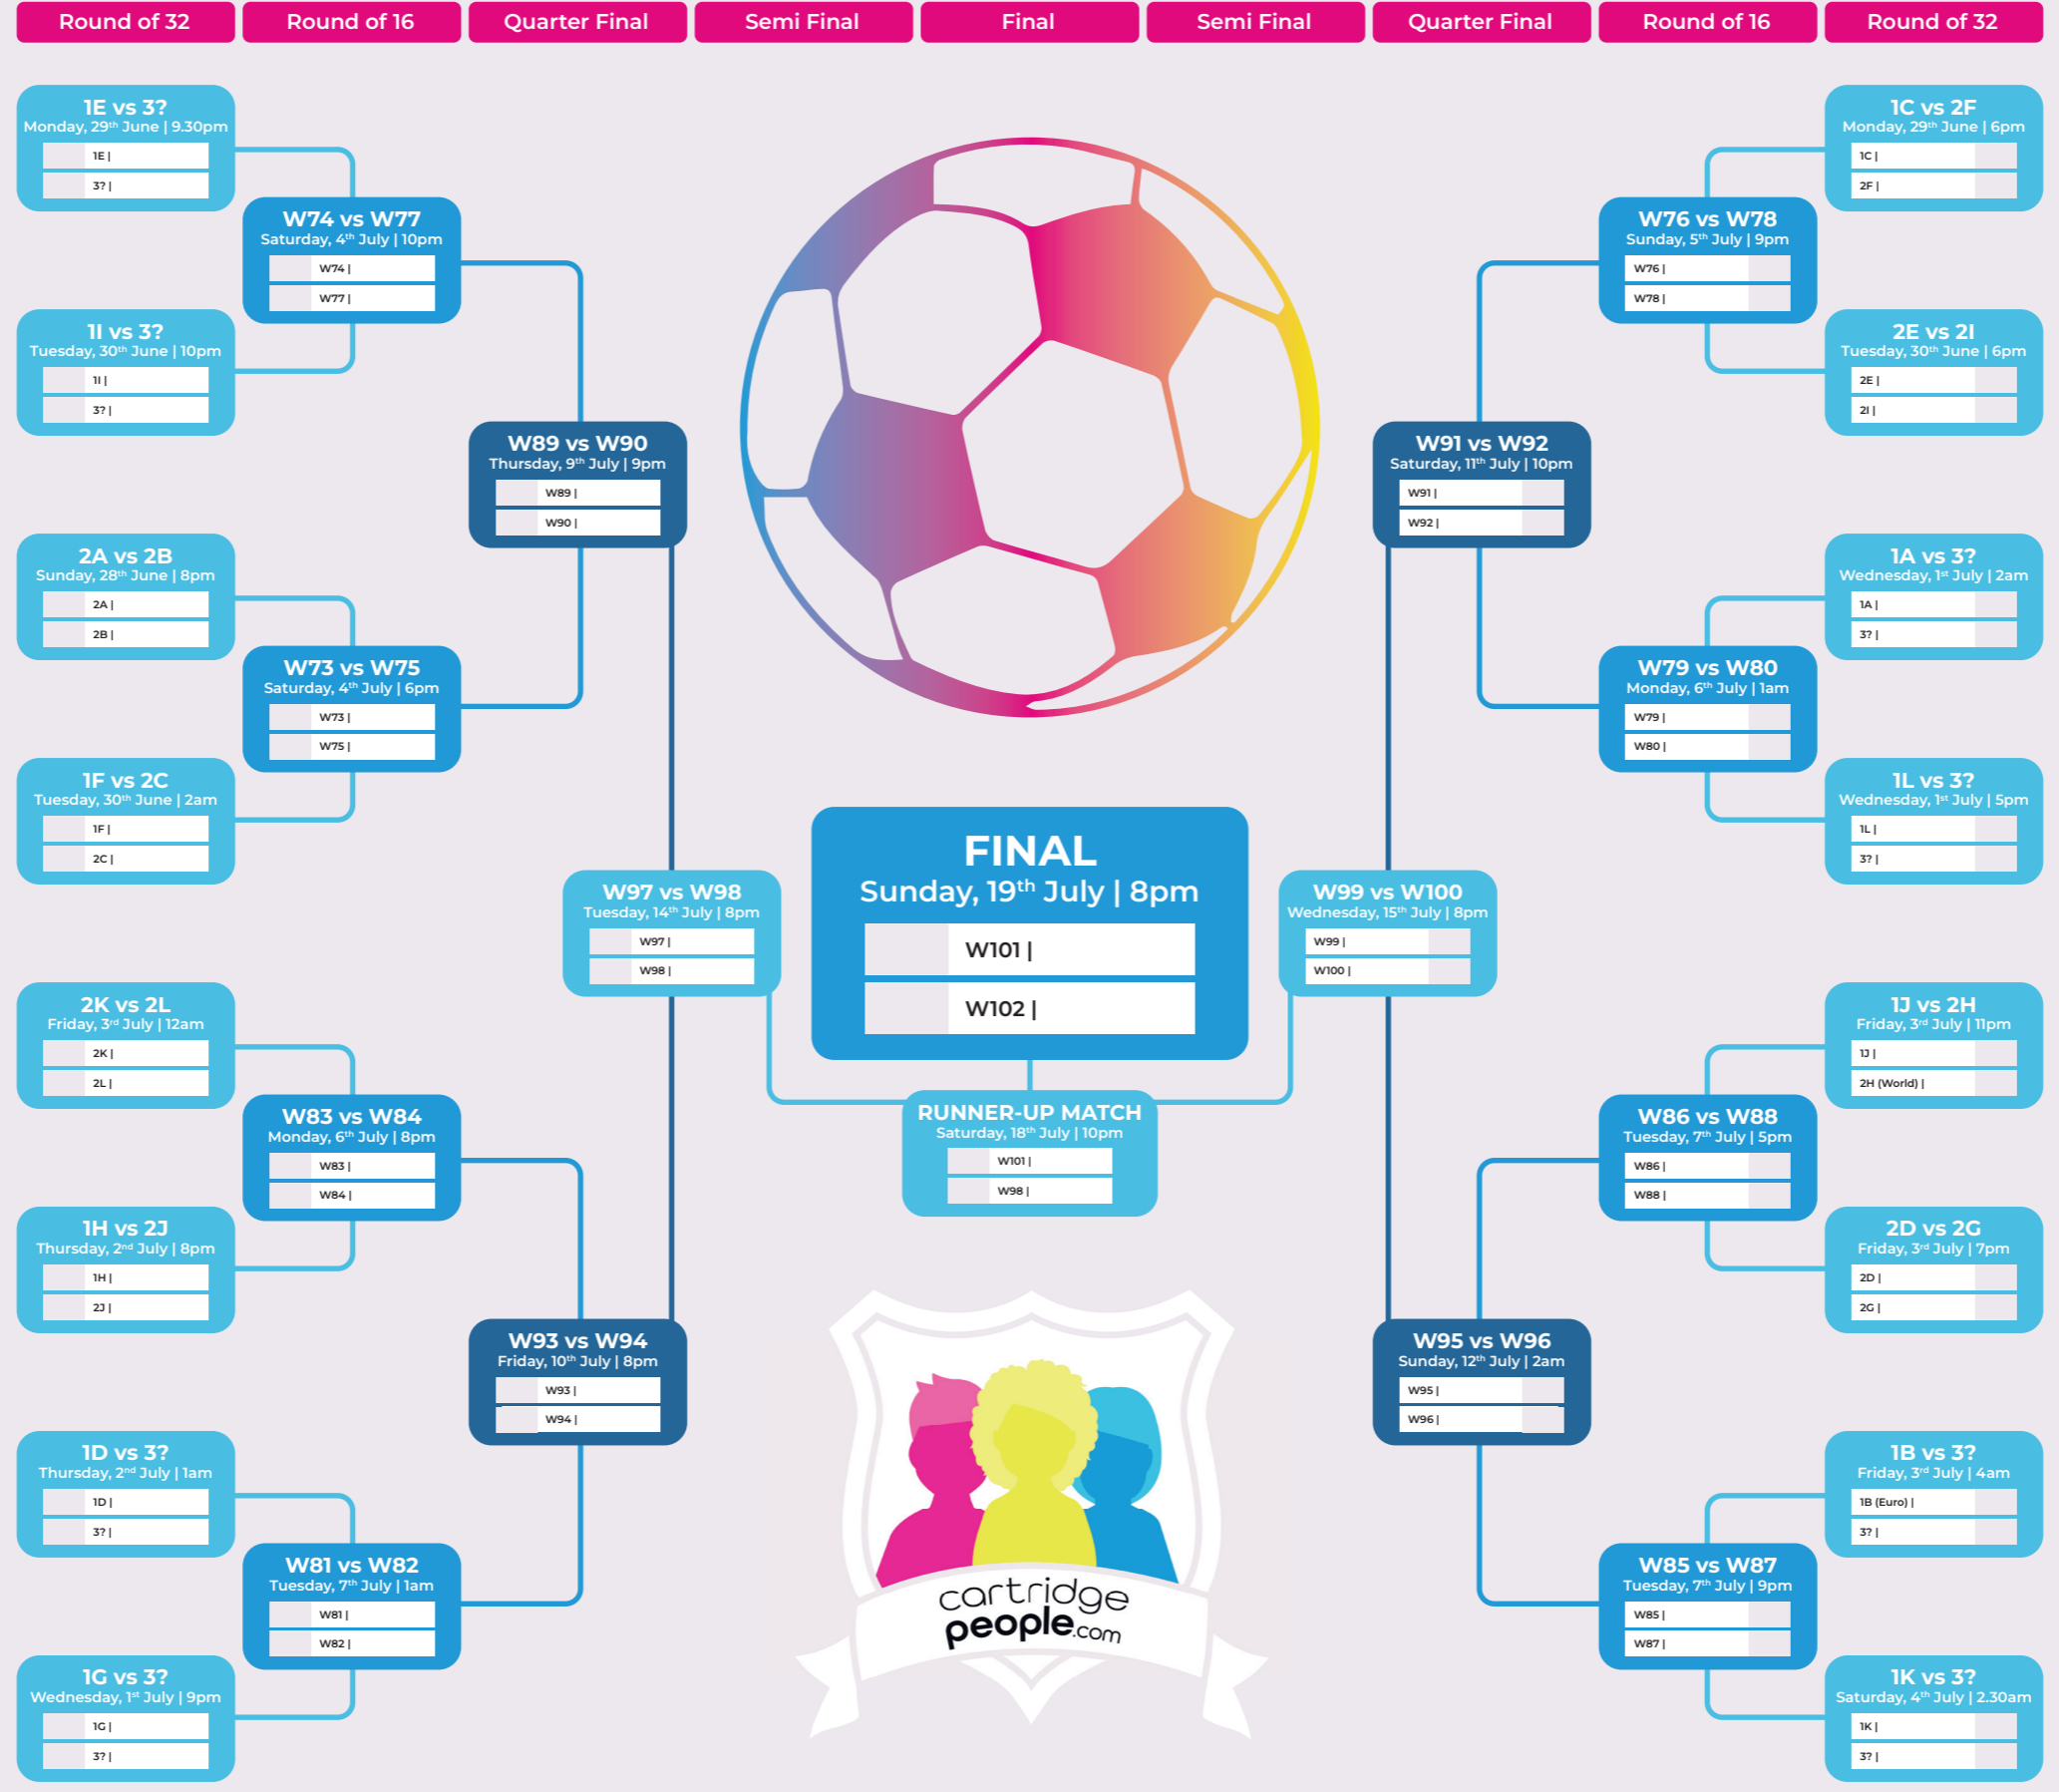 Round of 32
Round of 16
Quarter Final
Semi Final
Final
Semi Final
Quarter Final
Round of 16
Round of 32
1E vs 3?
Monday, 29th June | 9.30pm
1E |
3? |
1I vs 3?
Tuesday, 30th June | 10pm
1I |
3? |
2A vs 2B
Sunday, 28th June | 8pm
2A |
2B |
1F vs 2C
Tuesday, 30th June | 2am
1F |
2C |
2K vs 2L
Friday, 3rd July | 12am
2K |
2L |
1H vs 2J
Thursday, 2nd July | 8pm
1H |
2J |
1D vs 3?
Thursday, 2nd July | 1am
1D |
3? |
1G vs 3?
Wednesday, 1st July | 9pm
1G |
3? |
W74 vs W77
Saturday, 4th July | 10pm
W74 |
W77 |
W73 vs W75
Saturday, 4th July | 6pm
W73 |
W75 |
W83 vs W84
Monday, 6th July | 8pm
W83 |
W84 |
W81 vs W82
Tuesday, 7th July | 1am
W81 |
W82 |
W89 vs W90
Thursday, 9th July | 9pm
W89 |
W90 |
W93 vs W94
Friday, 10th July | 8pm
W93 |
W94 |
W97 vs W98
Tuesday, 14th July | 8pm
W97 |
W98 |
FINAL
Sunday, 19th July | 8pm
W101 |
W102 |
RUNNER-UP MATCH
Saturday, 18th July | 10pm
W101 |
W98 |
cartridge
people.com
W99 vs W100
Wednesday, 15th July | 8pm
W99 |
W100 |
W91 vs W92
Saturday, 11th July | 10pm
W91 |
W92 |
W95 vs W96
Sunday, 12th July | 2am
W95 |
W96 |
W76 vs W78
Sunday, 5th July | 9pm
W76 |
W78 |
W79 vs W80
Monday, 6th July | 1am
W79 |
W80 |
W86 vs W88
Tuesday, 7th July | 5pm
W86 |
W88 |
W85 vs W87
Tuesday, 7th July | 9pm
W85 |
W87 |
1C vs 2F
Monday, 29th June | 6pm
1C |
2F |
2E vs 2I
Tuesday, 30th June | 6pm
2E |
2I |
1A vs 3?
Wednesday, 1st July | 2am
1A |
3? |
1L vs 3?
Wednesday, 1st July | 5pm
1L |
3? |
1J vs 2H
Friday, 3rd July | 11pm
1J |
2H (World) |
2D vs 2G
Friday, 3rd July | 7pm
2D |
2G |
1B vs 3?
Friday, 3rd July | 4am
1B (Euro) |
3? |
1K vs 3?
Saturday, 4th July | 2.30am
1K |
3? |